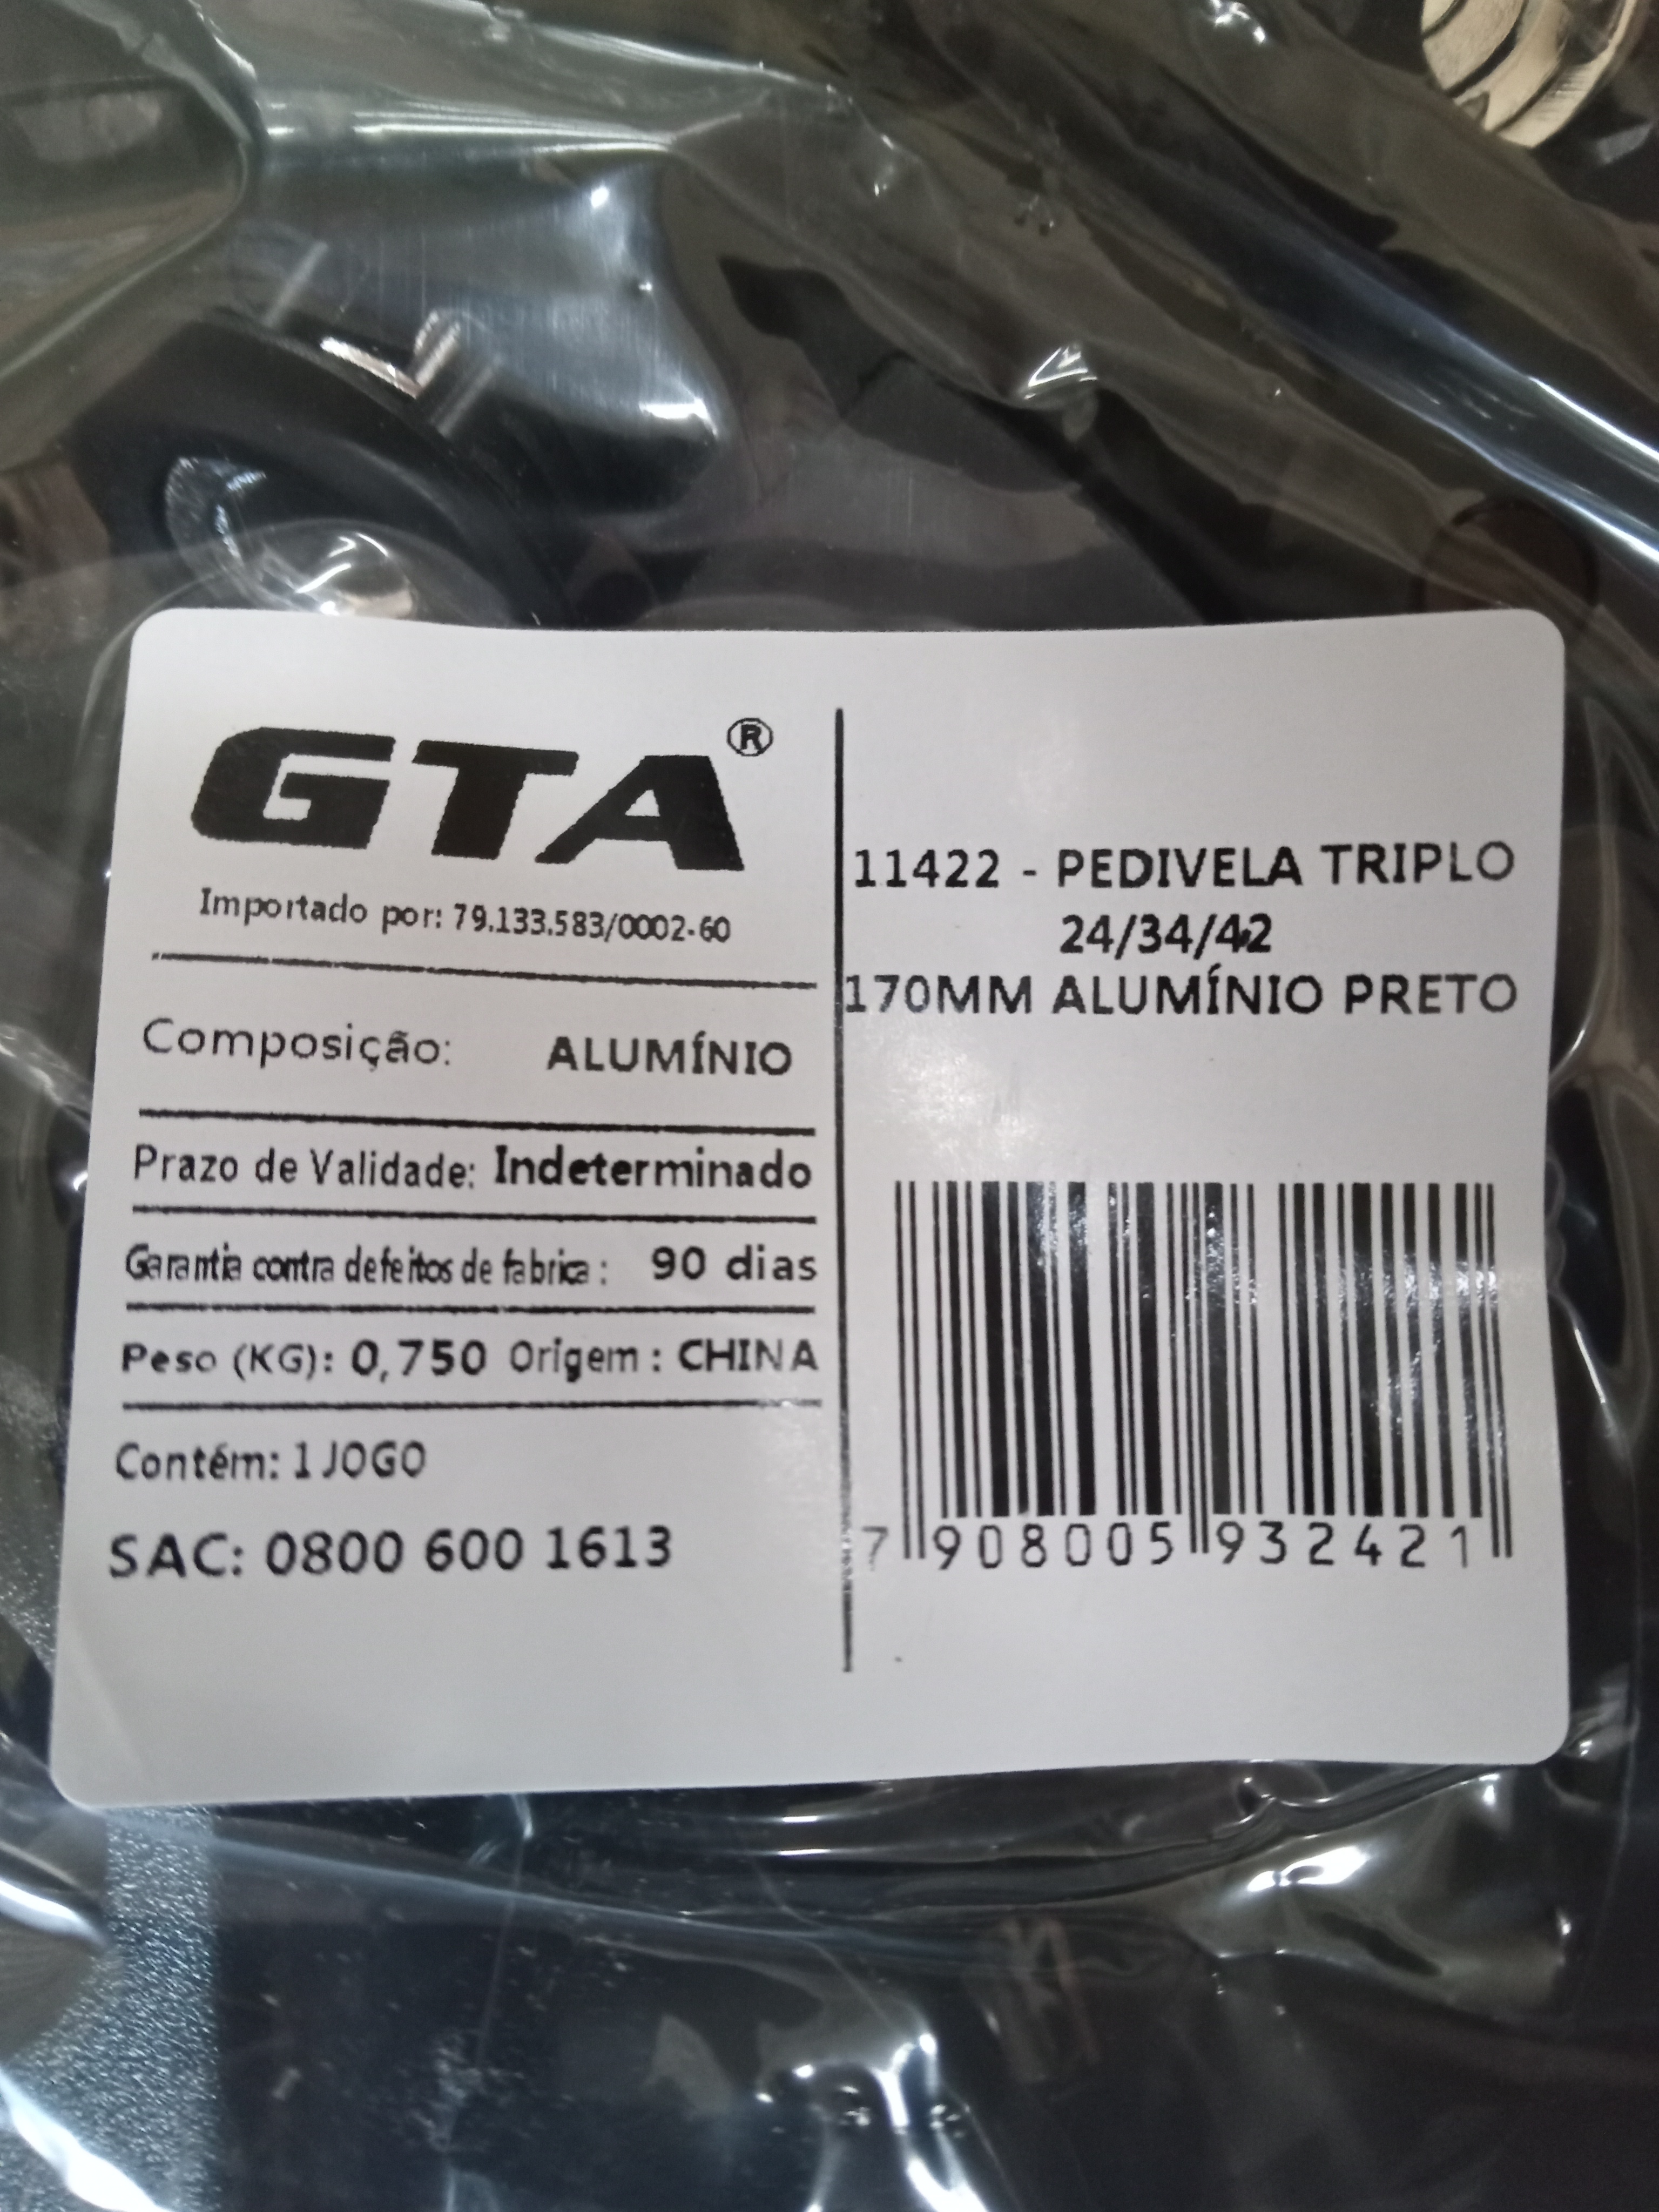 GTA®
Importado por: 79.133.583/0002-60
Composição: ALUMÍNIO
Prazo de Validade: Indeterminado
Garantia contra defeitos de fabrica: 90 dias
Peso (KG): 0,750 Origem: CHINA
Contém: 1 JOGO
SAC: 0800 600 1613
11422 - PEDIVELA TRIPLO
24/34/42
170MM ALUMÍNIO PRETO
7 908005 932421